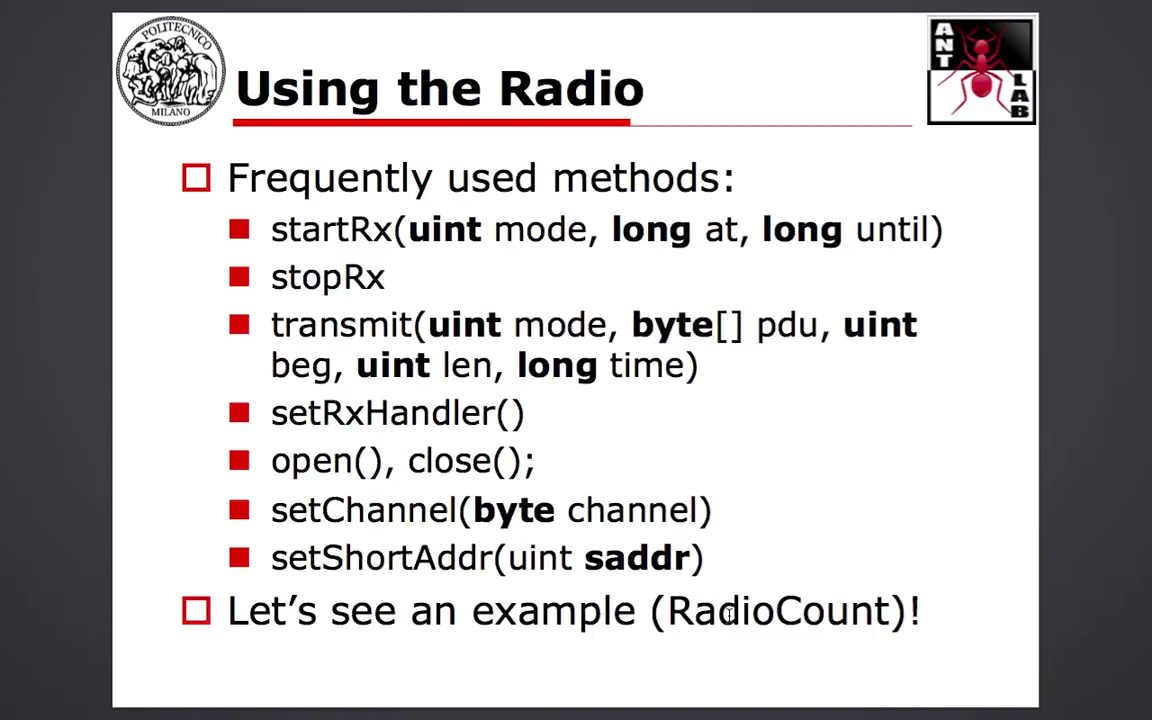 POLITECNICO
MILANO
Using the Radio
ANT
LAB
Frequently used methods:
startRx(uint mode, long at, long until)
stopRx
transmit(uint mode, byte[] pdu, uint
beg, uint len, long time)
setRxHandler()
open(), close();
setChannel(byte channel)
setShortAddr(uint saddr)
Let’s see an example (RadioCount)!